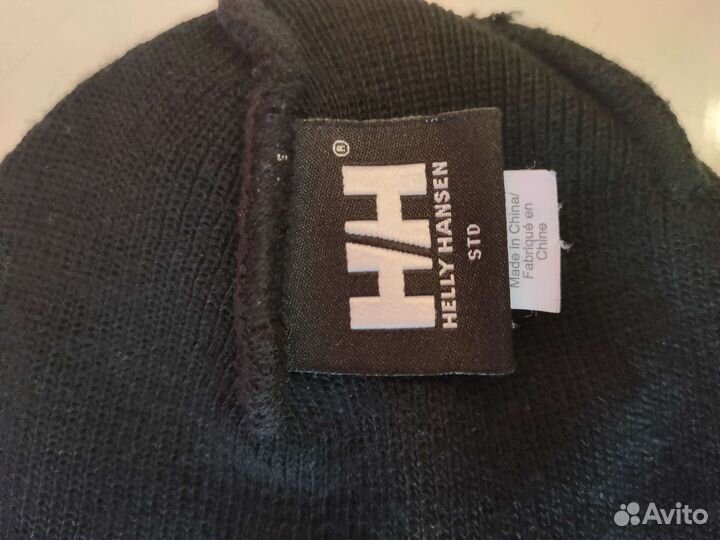 HH®
HELLY HANSEN
STD
Made in China/
Fabriqué en
Chine
Avito